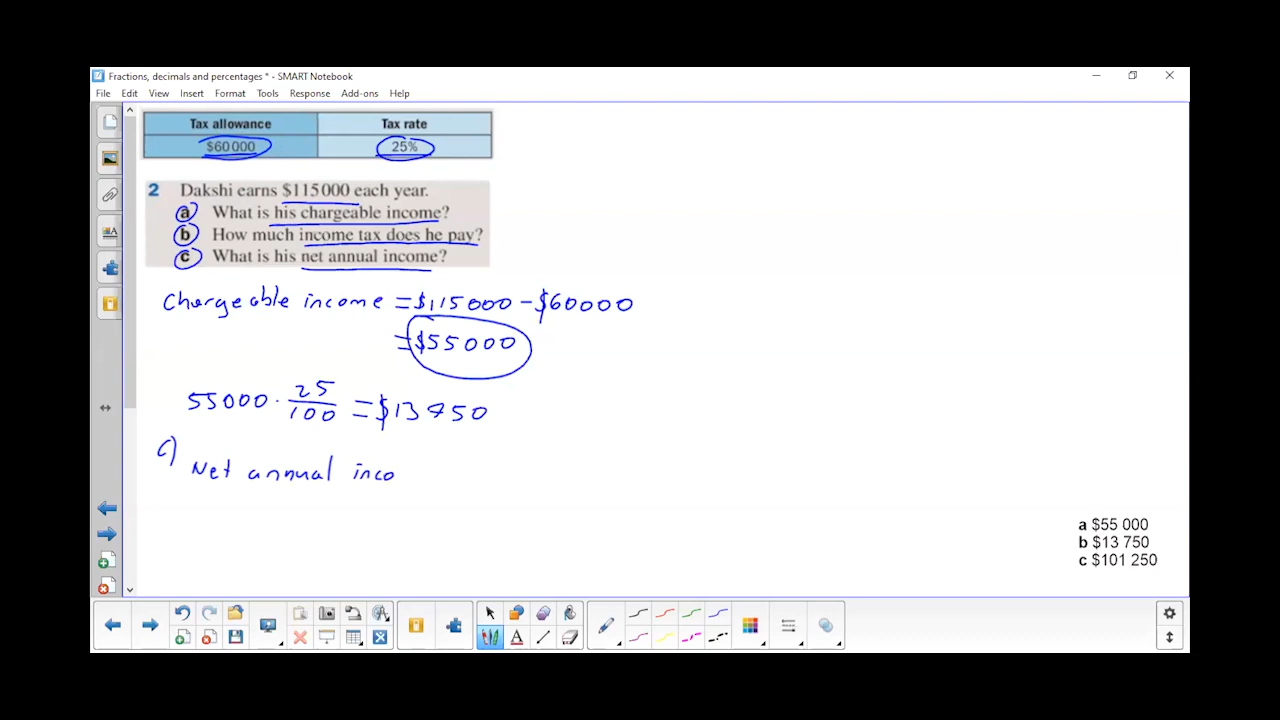 Fractions, decimals and percentages * - SMART Notebook
File Edit View Insert Format Tools Response Add-ons Help
Tax allowance Tax rate
$60 000 25%
2 Dakshi earns $115 000 each year.
a What is his chargeable income?
b How much income tax does he pay?
c What is his net annual income?
Chargeable income = $115000 - $60000
= $55000
55000 · 25/100 = $13750
c)
Net annual inco
a $55 000
b $13 750
c $101 250